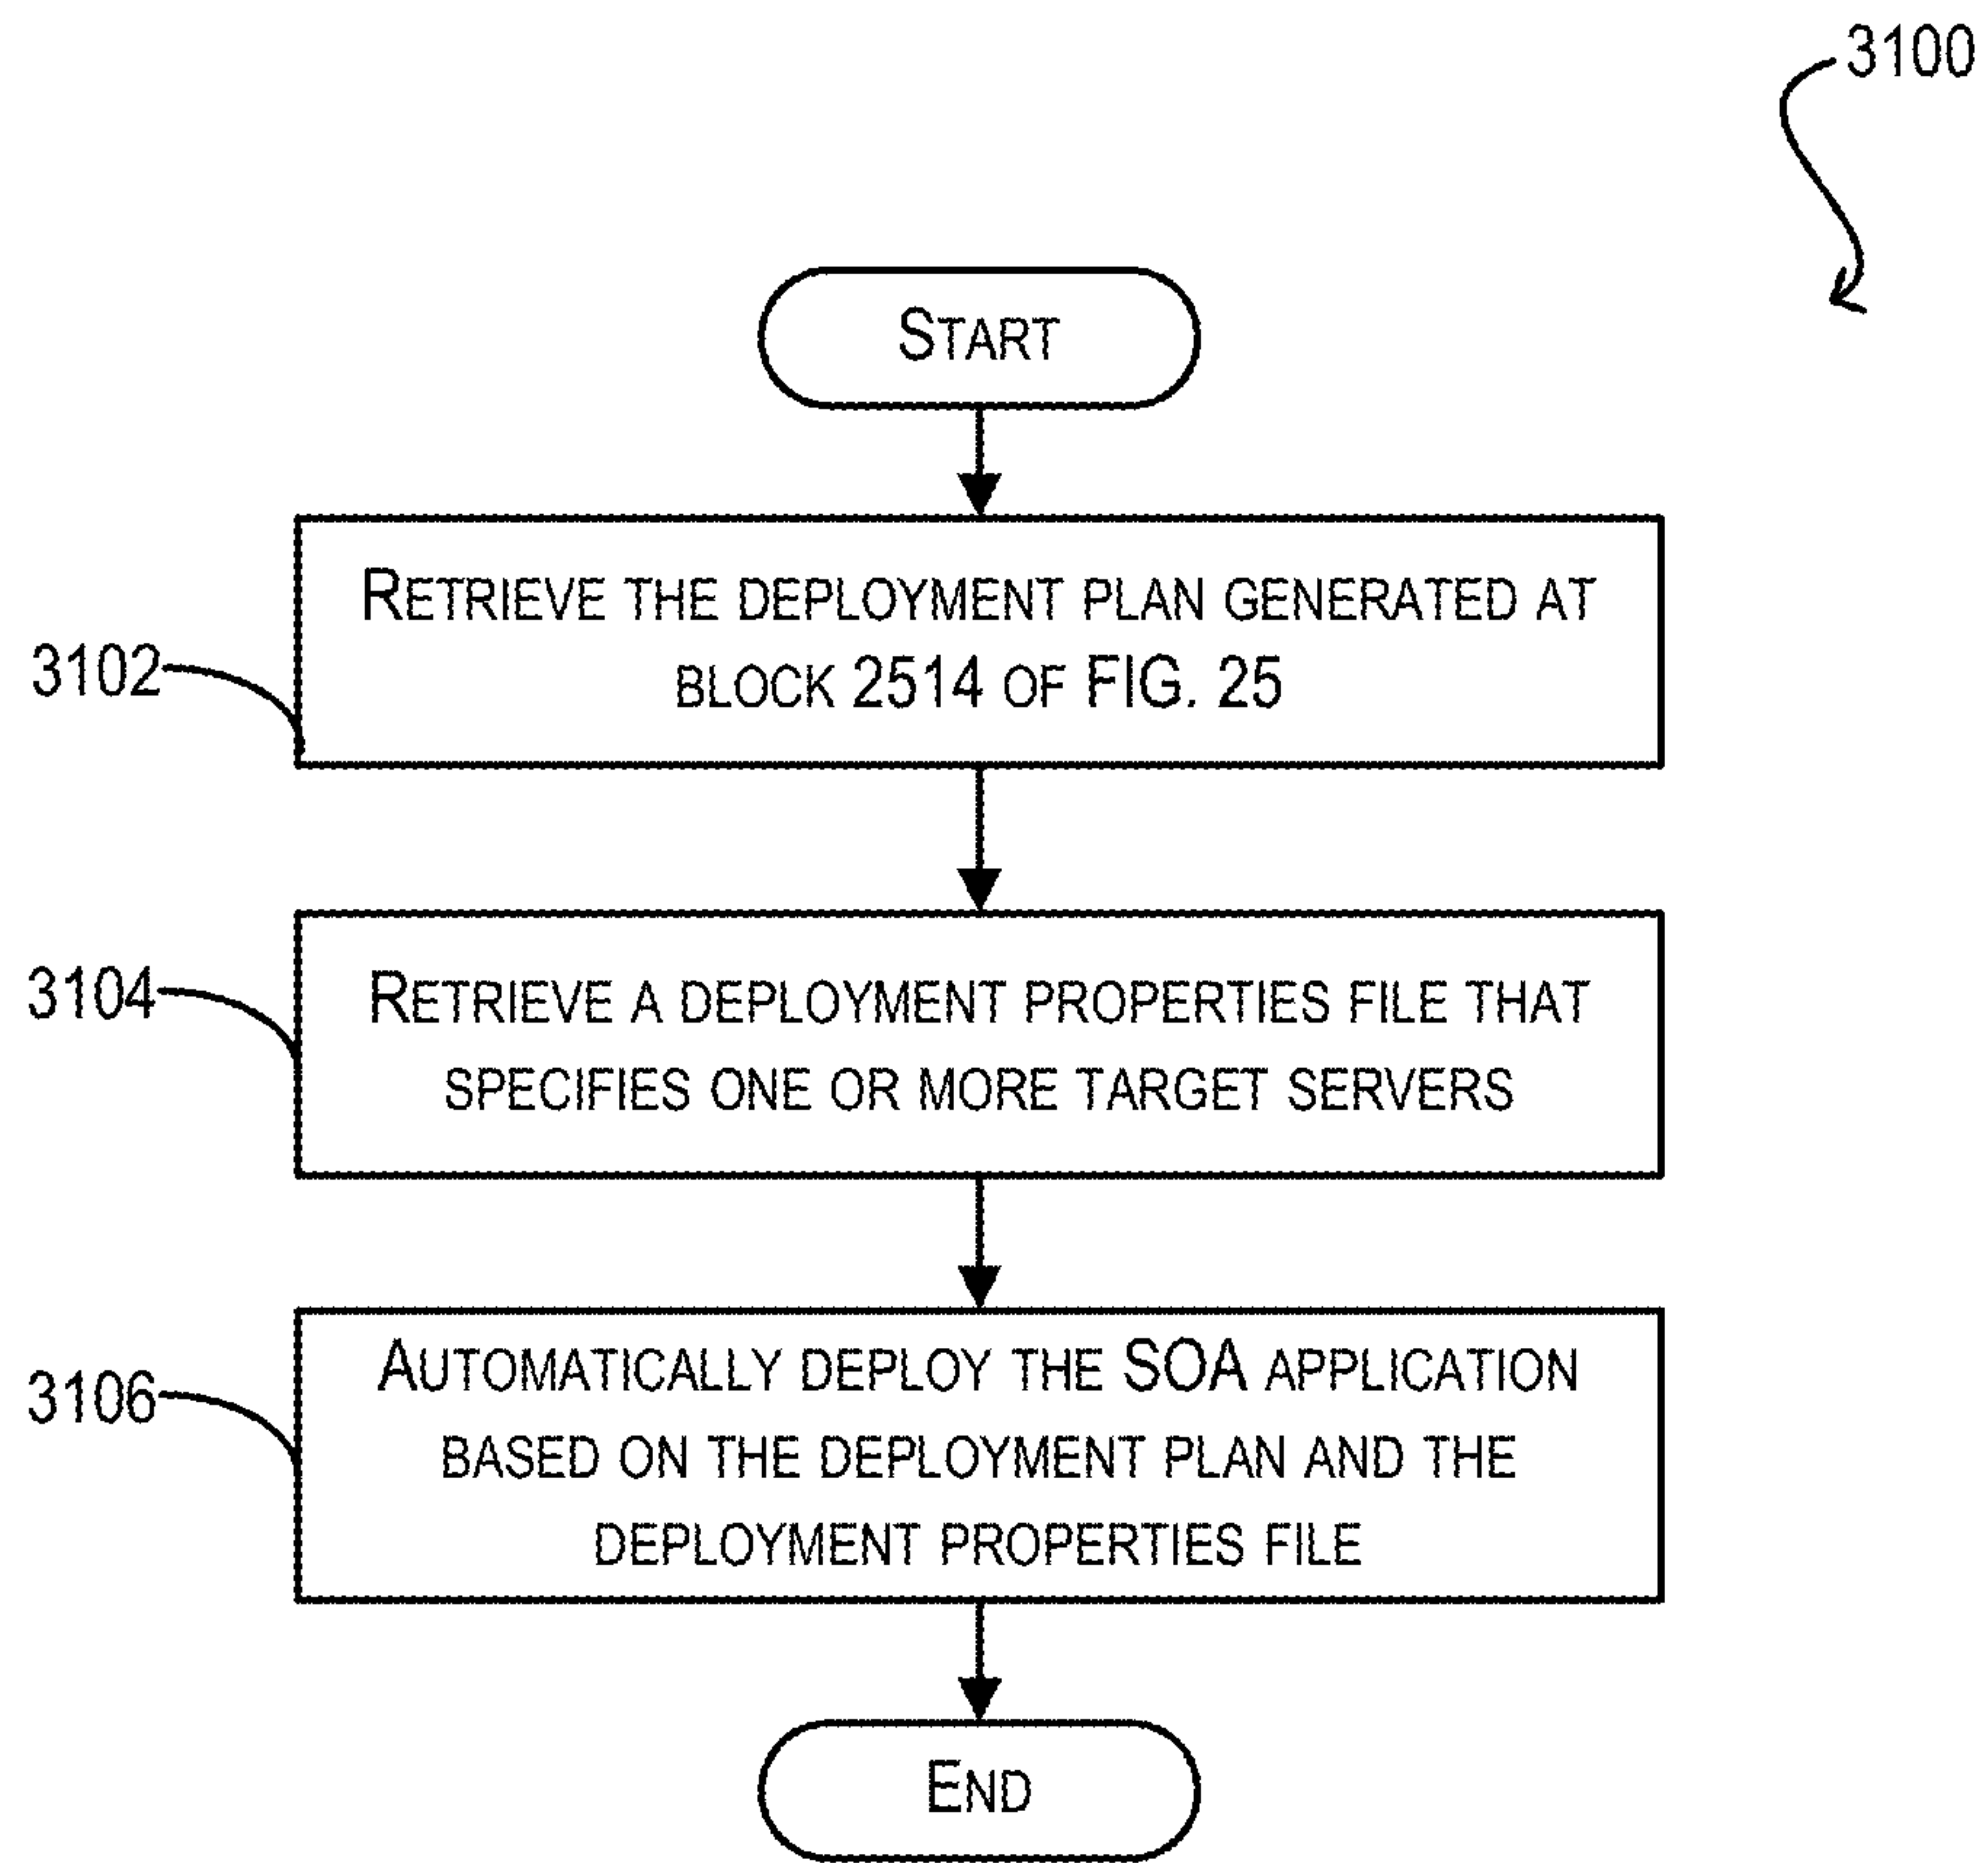 3100
START
RETRIEVE THE DEPLOYMENT PLAN GENERATED AT
BLOCK 2514 OF FIG. 25
3102
RETRIEVE A DEPLOYMENT PROPERTIES FILE THAT
SPECIFIES ONE OR MORE TARGET SERVERS
3104
AUTOMATICALLY DEPLOY THE SOA APPLICATION
BASED ON THE DEPLOYMENT PLAN AND THE
DEPLOYMENT PROPERTIES FILE
3106
END